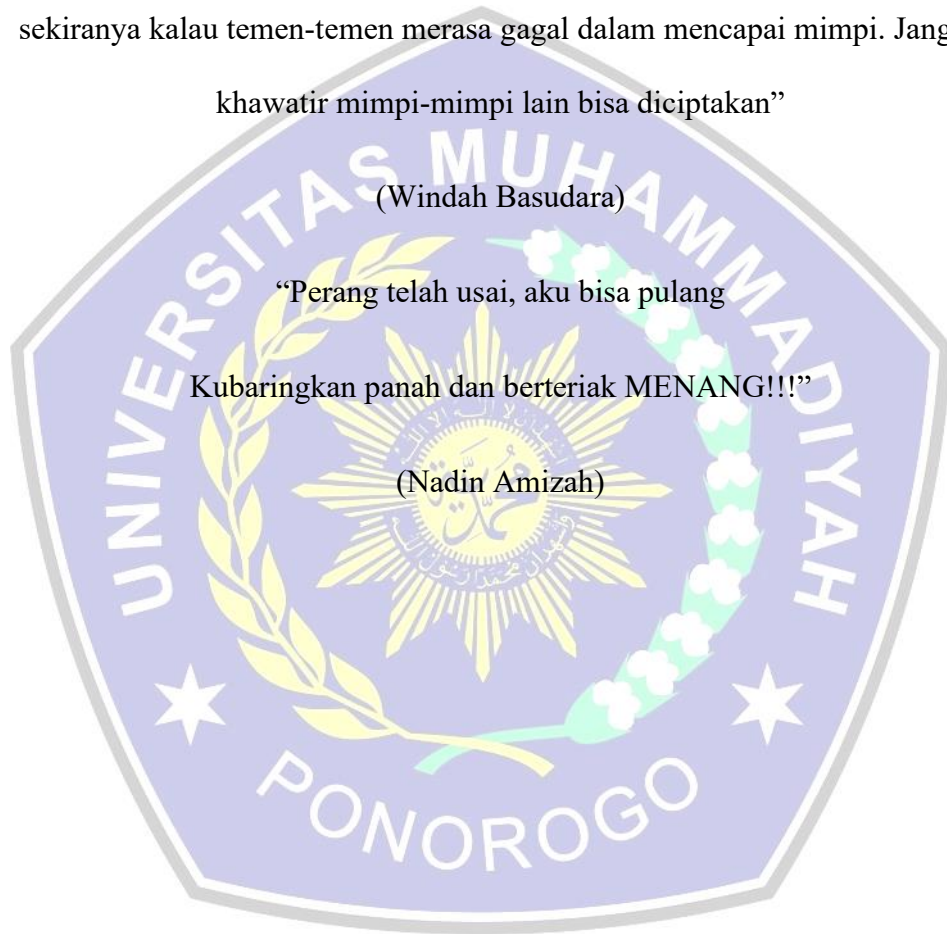 sekiranya kalau temen-temen merasa gagal dalam mencapai mimpi. Jang
khawatir mimpi-mimpi lain bisa diciptakan”
(Windah Basudara)
“Perang telah usai, aku bisa pulang
Kubaringkan panah dan berteriak MENANG!!!”
(Nadin Amizah)
UNIVERSITAS MUHAMMADIYAH
PONOROGO